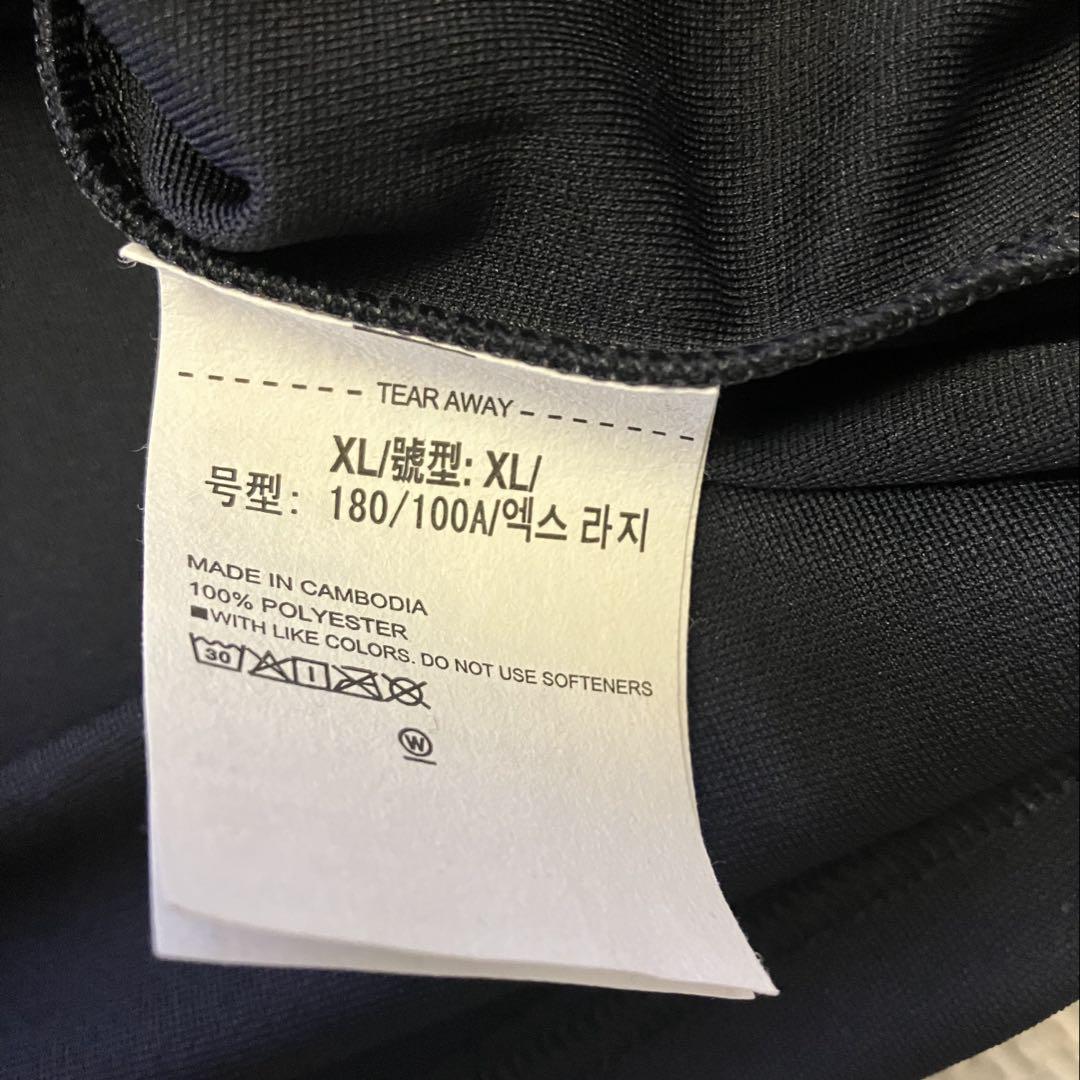 TEAR AWAY
XL/號型: XL/
号型: 180/100A/엑스 라지
MADE IN CAMBODIA
100% POLYESTER
■WITH LIKE COLORS. DO NOT USE SOFTENERS
30
W